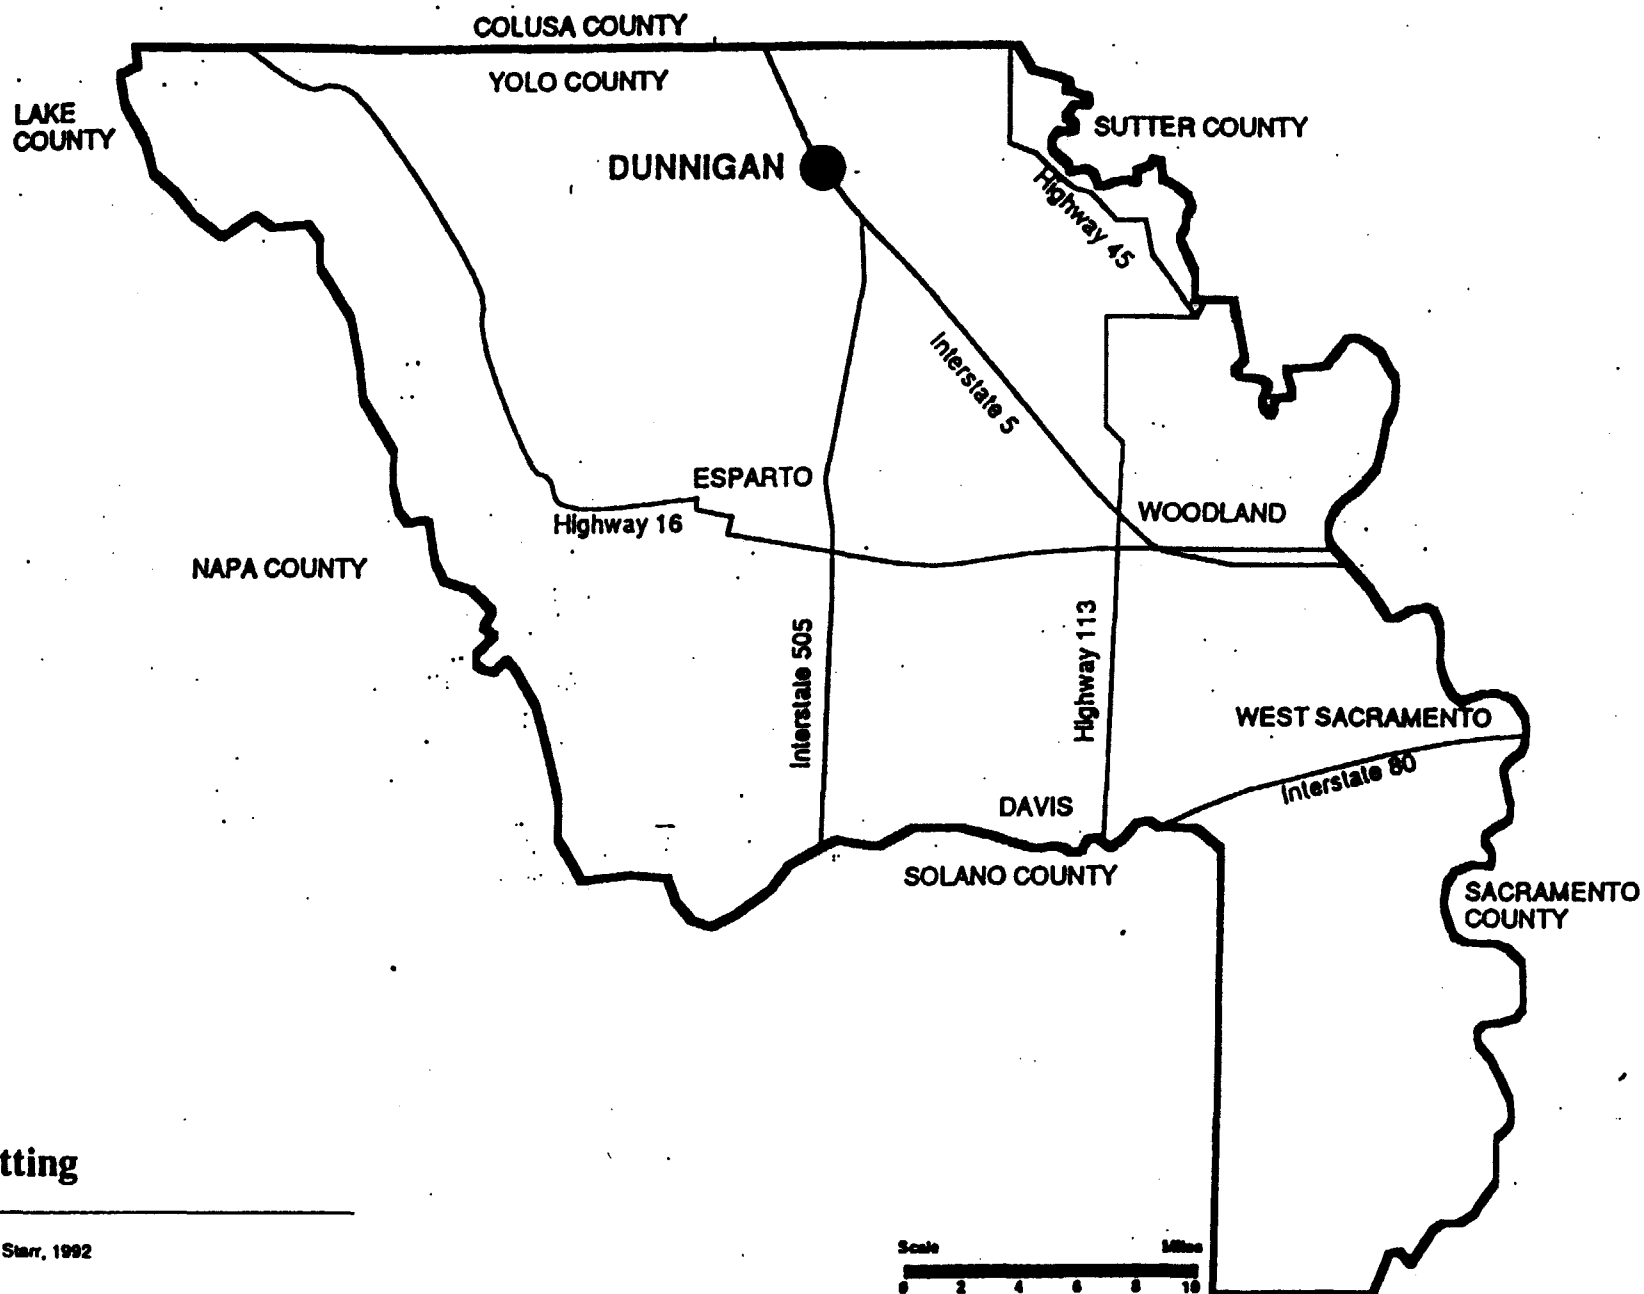 COLUSA COUNTY
YOLO COUNTY
LAKE
COUNTY
SUTTER COUNTY
DUNNIGAN
Highway 45
Interstate 5
ESPARTO
Highway 16
WOODLAND
NAPA COUNTY
Interstate 505
Highway 113
WEST SACRAMENTO
Interstate 80
DAVIS
SOLANO COUNTY
SACRAMENTO
COUNTY
tting
Starr, 1992
Scale Miles
0 2 4 6 8 10